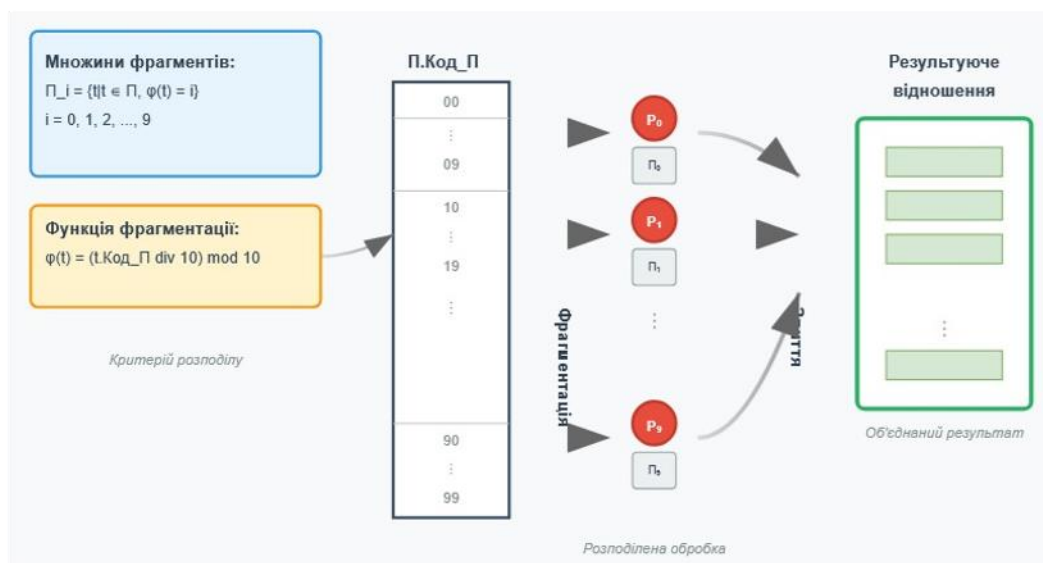 Множини фрагментів:
П_i = {t|t ∈ П, φ(t) = i}
i = 0, 1, 2, ..., 9
Функція фрагментації:
φ(t) = (t.Код_П div 10) mod 10
Критерій розподілу
П.Код_П
00
⋮
09
10
⋮
19
⋮
90
⋮
99
Фрагментація
P₀
П₀
P₁
П₁
⋮
P₉
П₉
Розподілена обробка
Результуюче
відношення
⋮
Об'єднаний результат